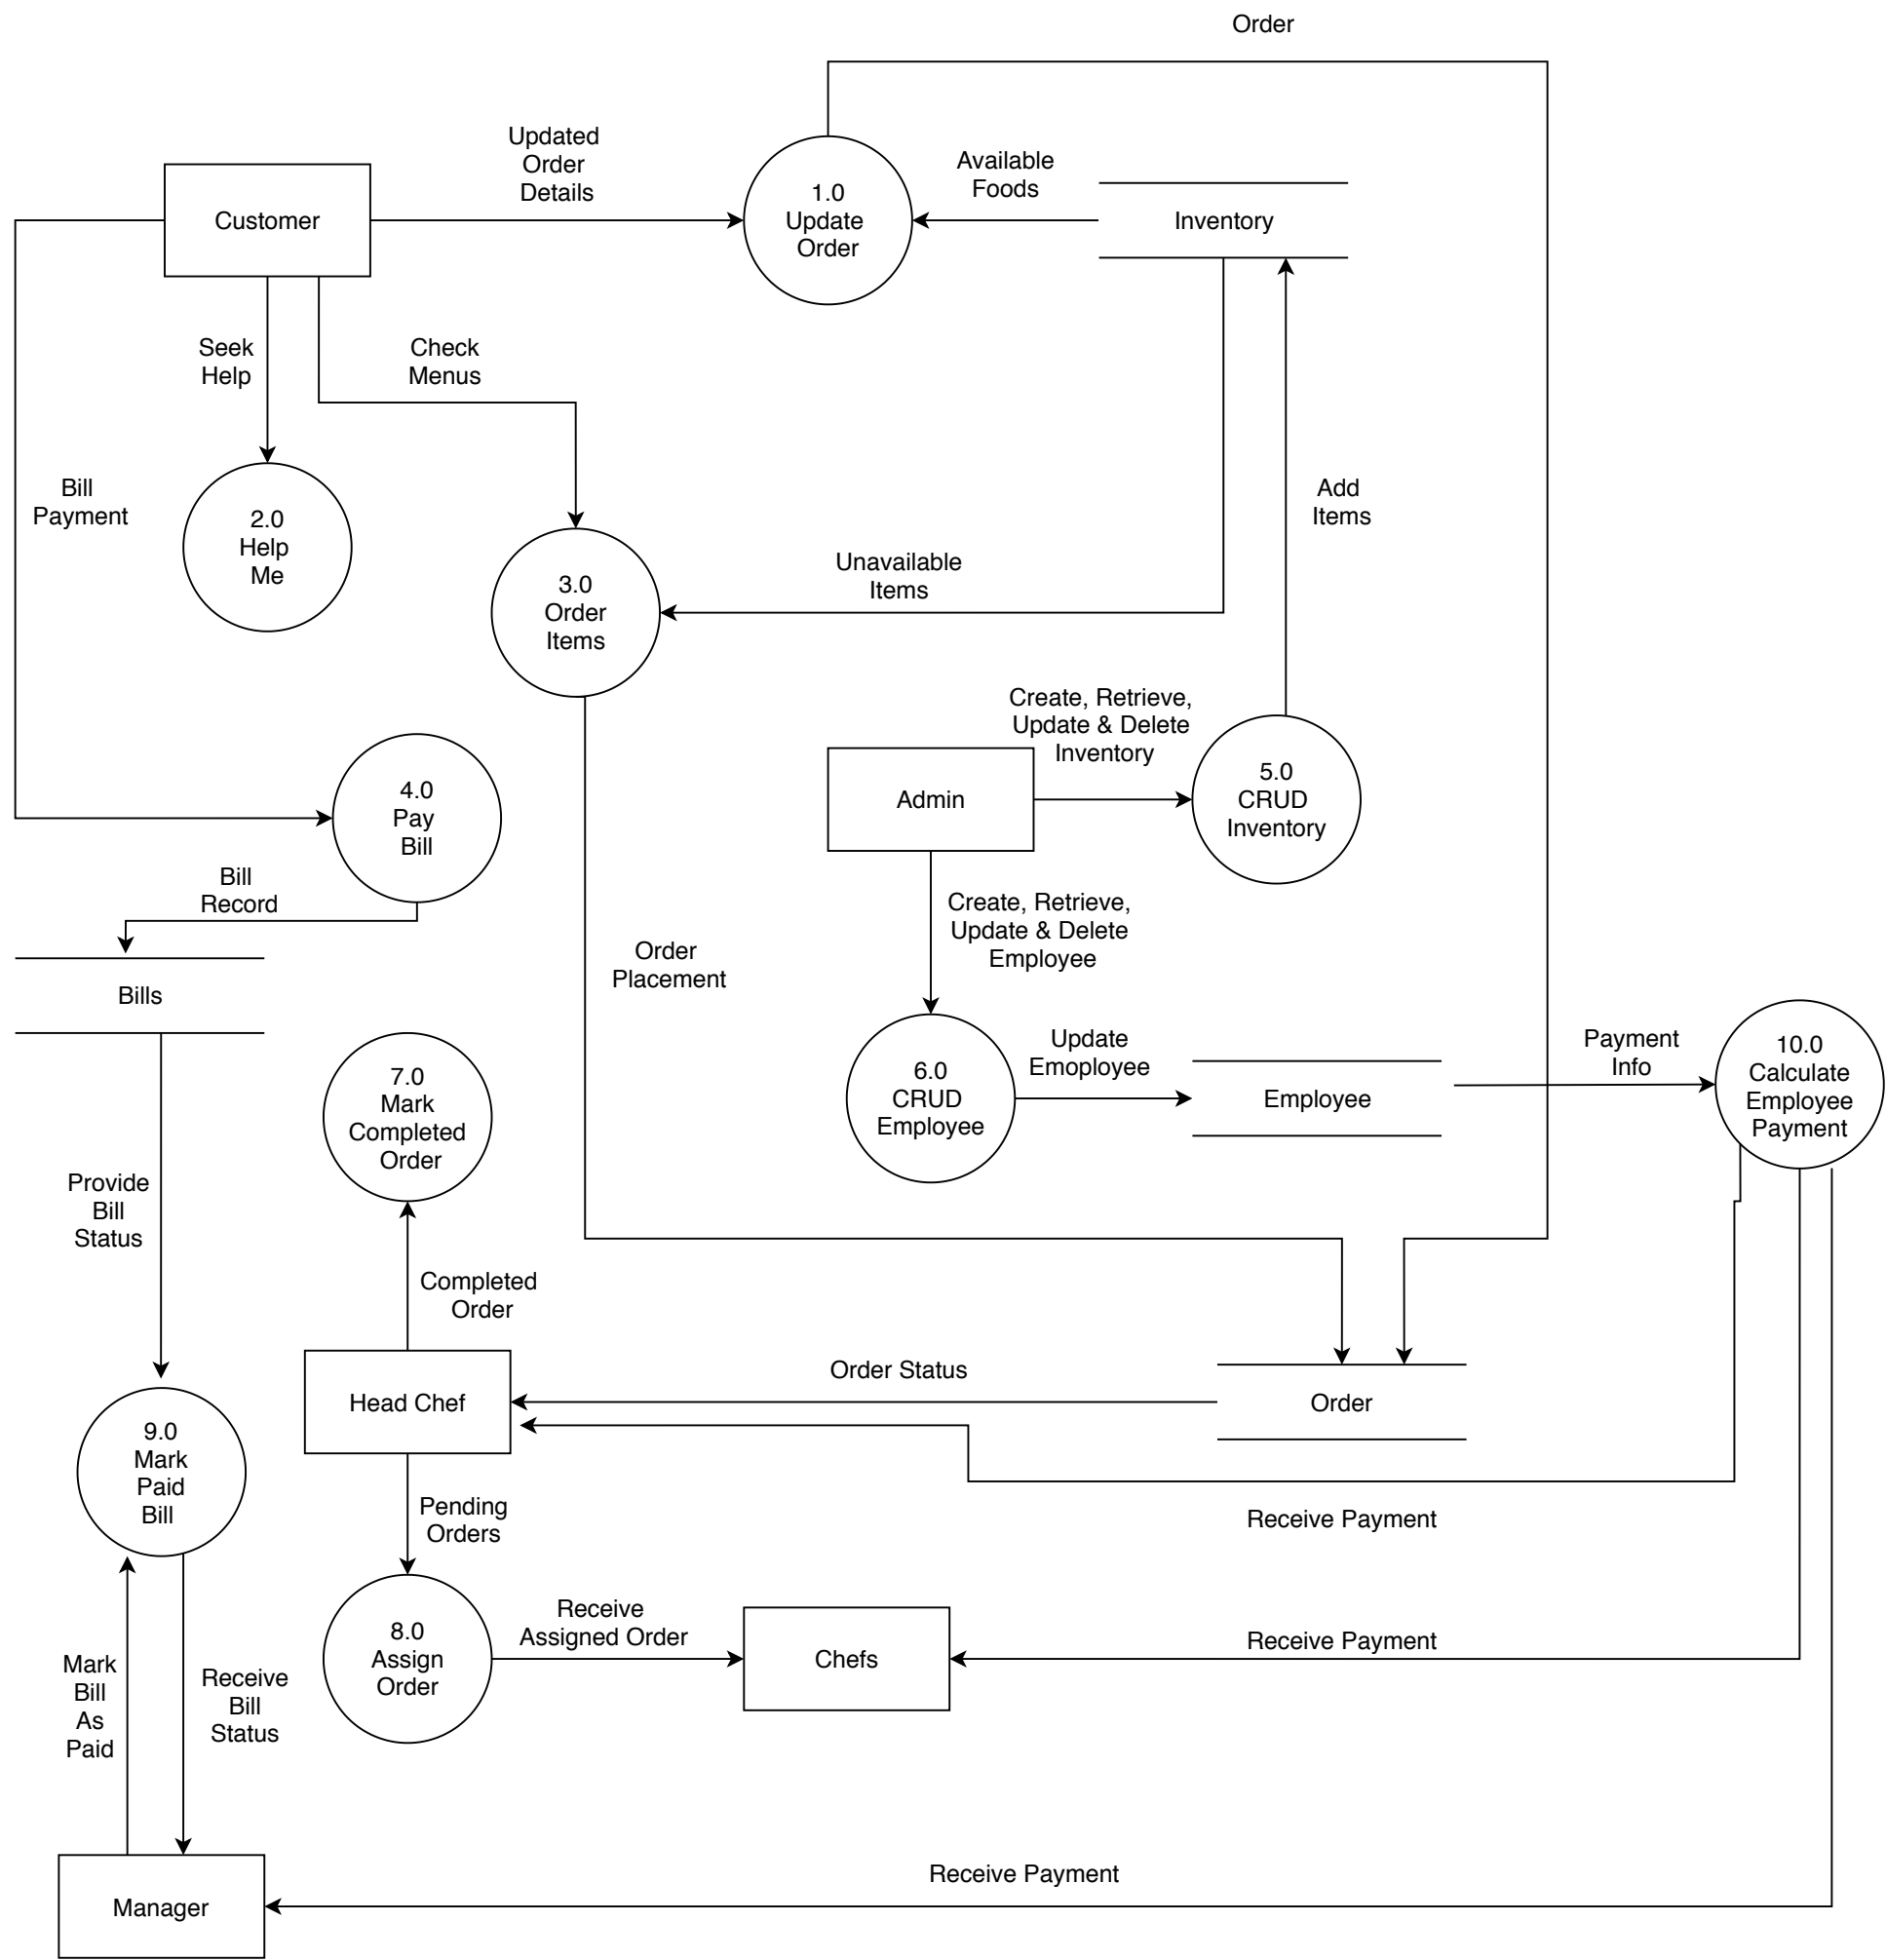 Order
Updated
Order
Details
Available
Foods
Customer
1.0
Update
Order
Inventory
Seek
Help
Check
Menus
Bill
Payment
2.0
Help
Me
Add
Items
Unavailable
Items
3.0
Order
Items
Create, Retrieve,
Update & Delete
Inventory
4.0
Pay
Bill
Admin
5.0
CRUD
Inventory
Bill
Record
Create, Retrieve,
Update & Delete
Employee
Order
Placement
Bills
7.0
Mark
Completed
Order
6.0
CRUD
Employee
Update
Emoployee
Employee
Payment
Info
10.0
Calculate
Employee
Payment
Provide
Bill
Status
Completed
Order
Order Status
Head Chef
Order
9.0
Mark
Paid
Bill
Pending
Orders
Receive Payment
8.0
Assign
Order
Receive
Assigned Order
Chefs
Receive Payment
Mark
Bill
As
Paid
Receive
Bill
Status
Receive Payment
Manager